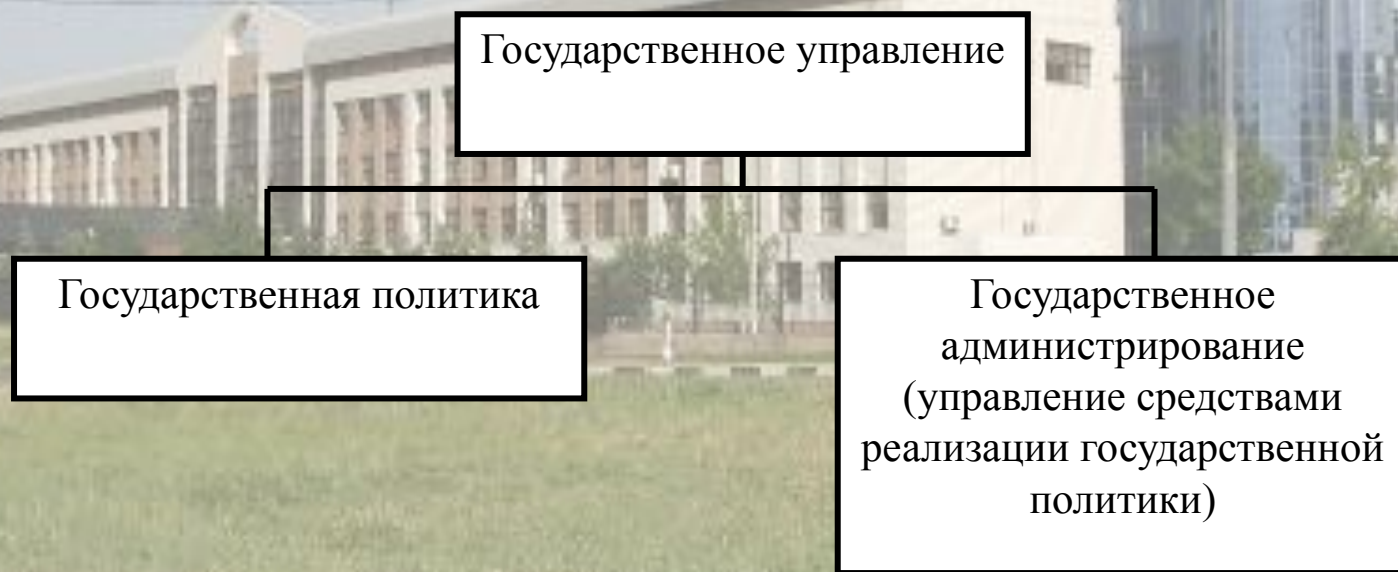 Государственное управление
Государственная политика
Государственное
администрирование
(управление средствами
реализации государственной
политики)